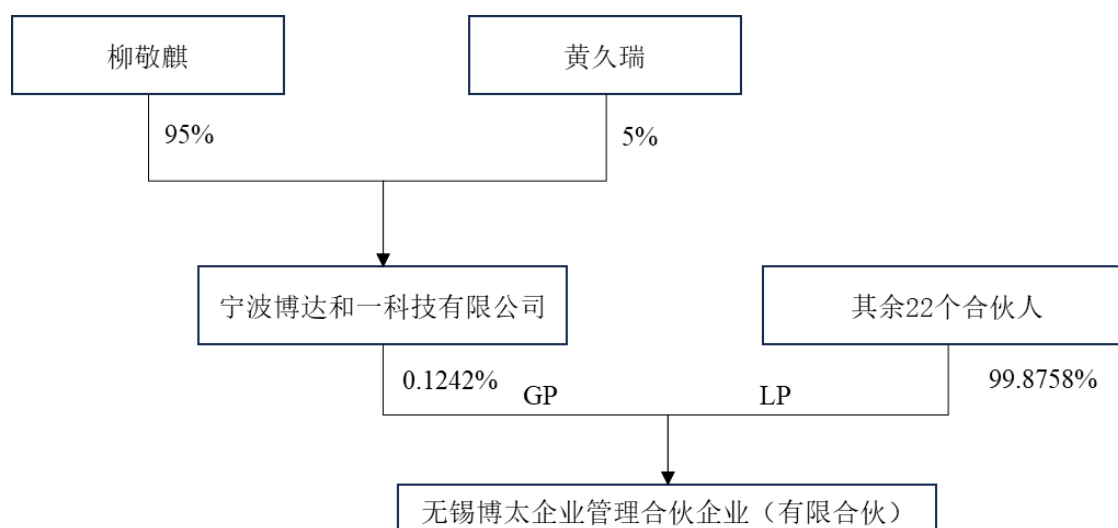 柳敬麒
黄久瑞
95%
5%
宁波博达和一科技有限公司
其余22个合伙人
0.1242%
99.8758%
GP
LP
无锡博太企业管理合伙企业（有限合伙）